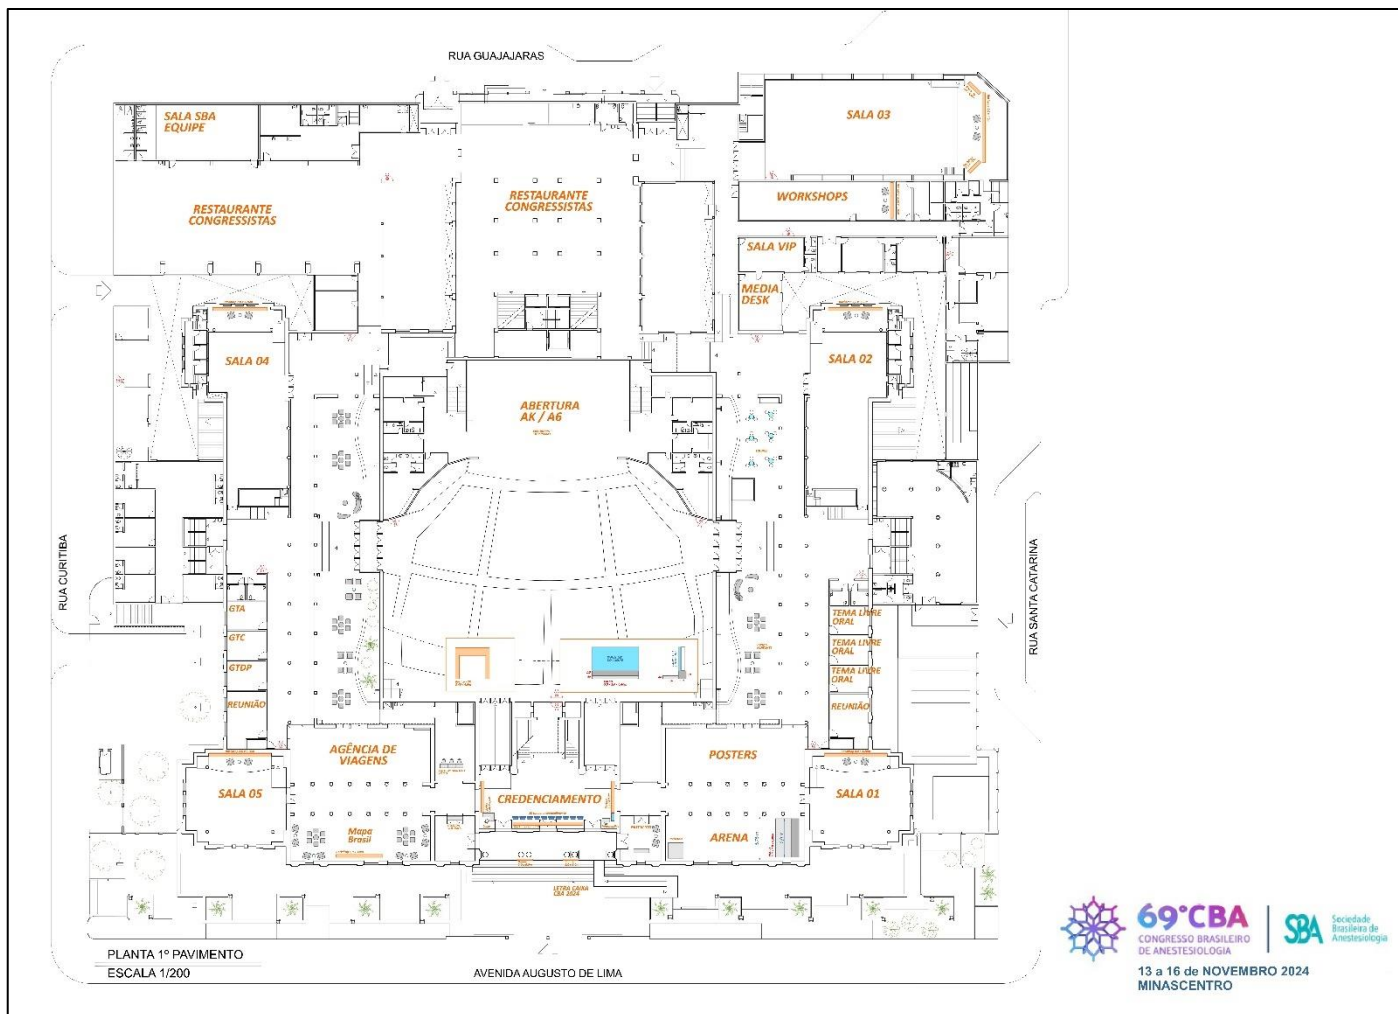 RUA GUAJAJARAS
SALA SBA
EQUIPE
SALA 03
RESTAURANTE
CONGRESSISTAS
RESTAURANTE
CONGRESSISTAS
WORKSHOPS
SALA VIP
MEDIA
DESK
SALA 04
SALA 02
ABERTURA
AK / A6
RUA CURITIBA
RUA SANTA CATARINA
GTA
GTC
GTDP
REUNIÃO
TEMA LIVRE
ORAL
TEMA LIVRE
ORAL
TEMA LIVRE
ORAL
REUNIÃO
AGÊNCIA DE
VIAGENS
POSTERS
SALA 05
CREDENCIAMENTO
SALA 01
Mapa
Brasil
ARENA
LETRA CAIXA
CBA 2024
PLANTA 1º PAVIMENTO
ESCALA 1/200
AVENIDA AUGUSTO DE LIMA
69°CBA
CONGRESSO BRASILEIRO
DE ANESTESIOLOGIA
SBA
Sociedade
Brasileira de
Anestesiologia
13 a 16 de NOVEMBRO 2024
MINASCENTRO